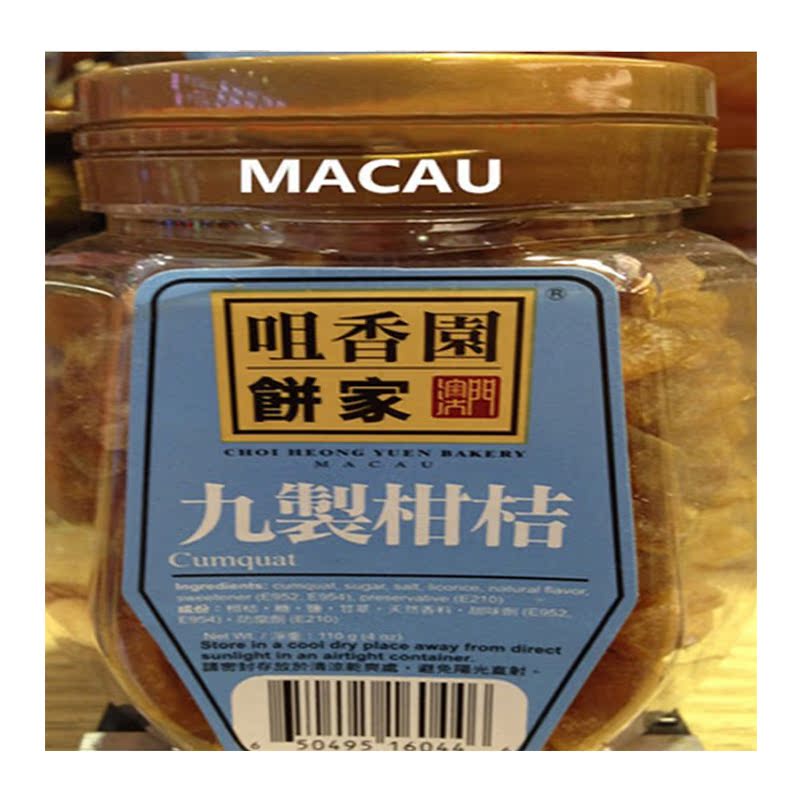 MACAU
®
咀香園
餅家 澳門
CHOI HEONG YUEN BAKERY
MACAU
九製柑桔
Cumquat
Ingredients: cumquat, sugar, salt, licorice, natural flavor,
sweetener (E952, E954), preservative (E210)
成份：柑桔、糖、鹽、甘草、天然香料、甜味劑 (E952,
E954)、防腐劑 (E210)
Net Wt. / 淨重：110 g (4 oz)
Store in a cool dry place away from direct
sunlight in an airtight container.
請密封存放於清涼乾爽處，避免陽光直射。
6 50495 16044